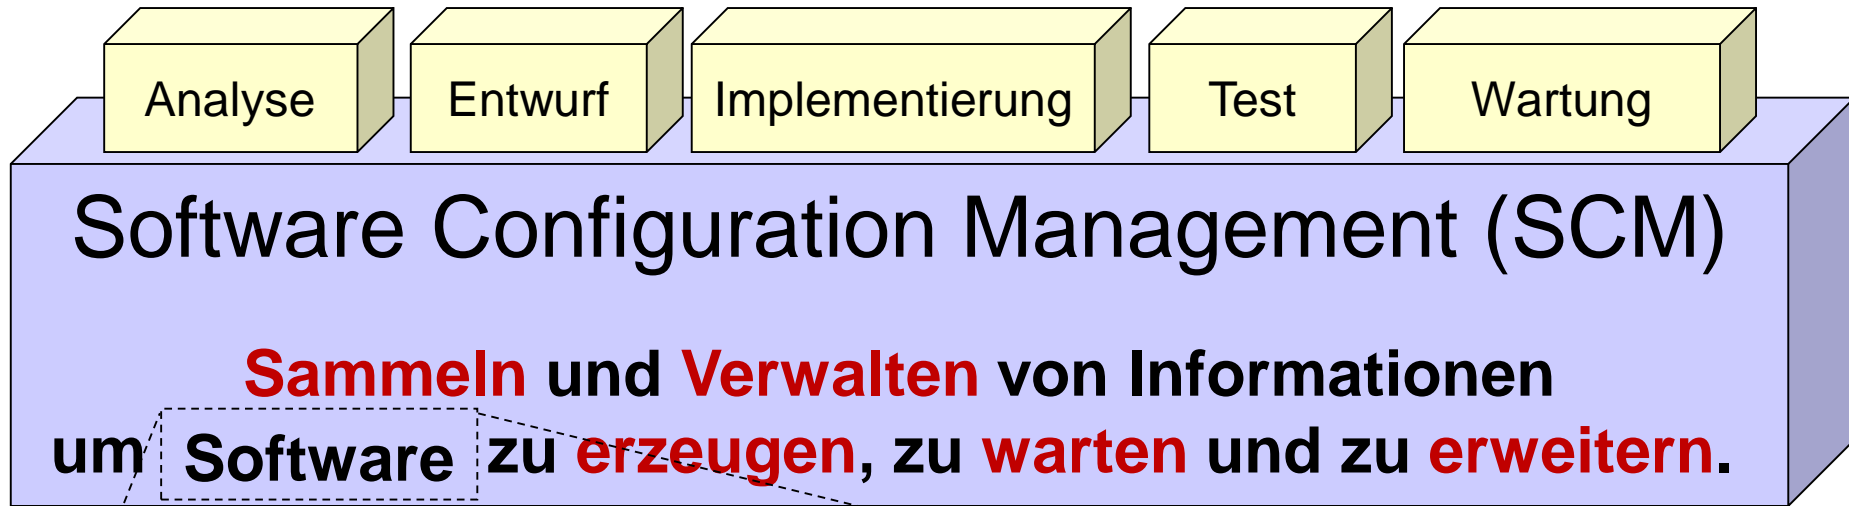 Analyse Entwurf Implementierung Test Wartung
Software Configuration Management (SCM)
Sammeln und Verwalten von Informationen
um Software zu erzeugen, zu warten und zu erweitern.